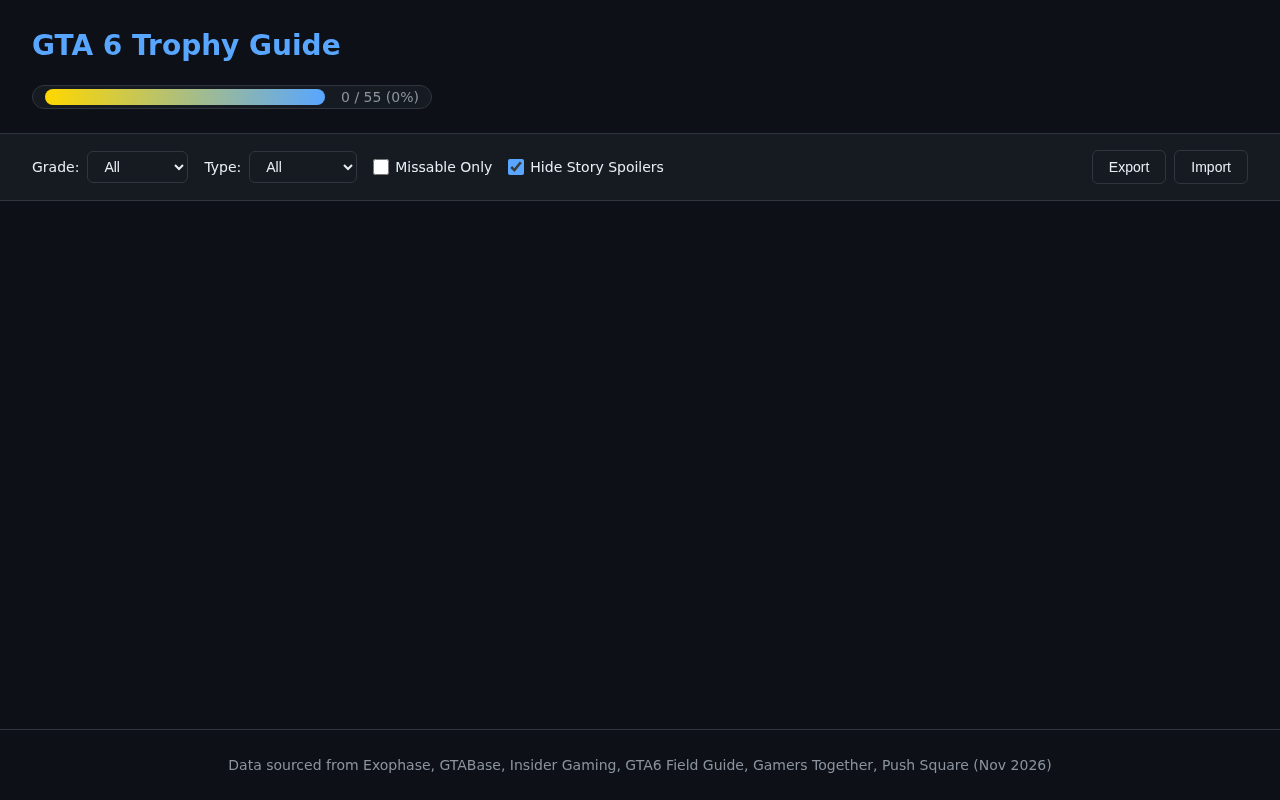 GTA 6 Trophy Guide
0 / 55 (0%)
Grade: All Type: All Missable Only Hide Story Spoilers Export Import
Data sourced from Exophase, GTABase, Insider Gaming, GTA6 Field Guide, Gamers Together, Push Square (Nov 2026)